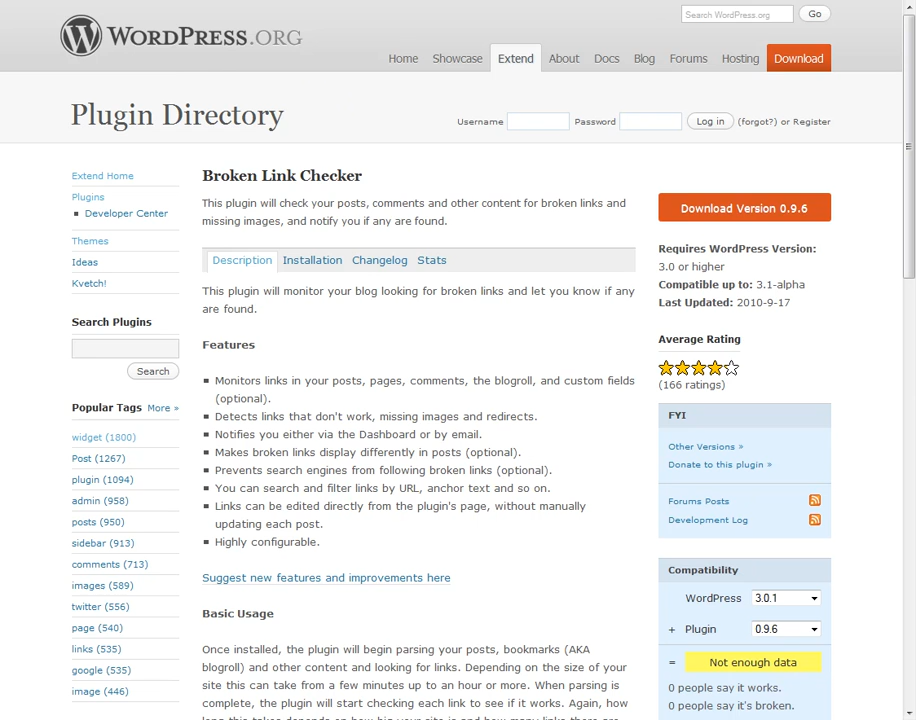 WORDPRESS.ORG
Search WordPress.org
Go
Home
Showcase
Extend
About
Docs
Blog
Forums
Hosting
Download
Plugin Directory
Username
Password
Log in
(forgot?) or Register
Extend Home
Plugins
Developer Center
Themes
Ideas
Kvetch!
Search Plugins
Search
Popular Tags More »
widget (1800)
Post (1267)
plugin (1094)
admin (958)
posts (950)
sidebar (913)
comments (713)
images (589)
twitter (556)
page (540)
links (535)
google (535)
image (446)
Broken Link Checker
This plugin will check your posts, comments and other content for broken links and
missing images, and notify you if any are found.
Description
Installation
Changelog
Stats
This plugin will monitor your blog looking for broken links and let you know if any
are found.
Features
Monitors links in your posts, pages, comments, the blogroll, and custom fields
(optional).
Detects links that don't work, missing images and redirects.
Notifies you either via the Dashboard or by email.
Makes broken links display differently in posts (optional).
Prevents search engines from following broken links (optional).
You can search and filter links by URL, anchor text and so on.
Links can be edited directly from the plugin's page, without manually
updating each post.
Highly configurable.
Suggest new features and improvements here
Basic Usage
Once installed, the plugin will begin parsing your posts, bookmarks (AKA
blogroll) and other content and looking for links. Depending on the size of your
site this can take from a few minutes up to an hour or more. When parsing is
complete, the plugin will start checking each link to see if it works. Again, how
long this takes depends on how big your site is and how many links there are.
Download Version 0.9.6
Requires WordPress Version:
3.0 or higher
Compatible up to: 3.1-alpha
Last Updated: 2010-9-17
Average Rating
(166 ratings)
FYI
Other Versions »
Donate to this plugin »
Forums Posts
Development Log
Compatibility
WordPress 3.0.1
+ Plugin 0.9.6
= Not enough data
0 people say it works.
0 people say it's broken.